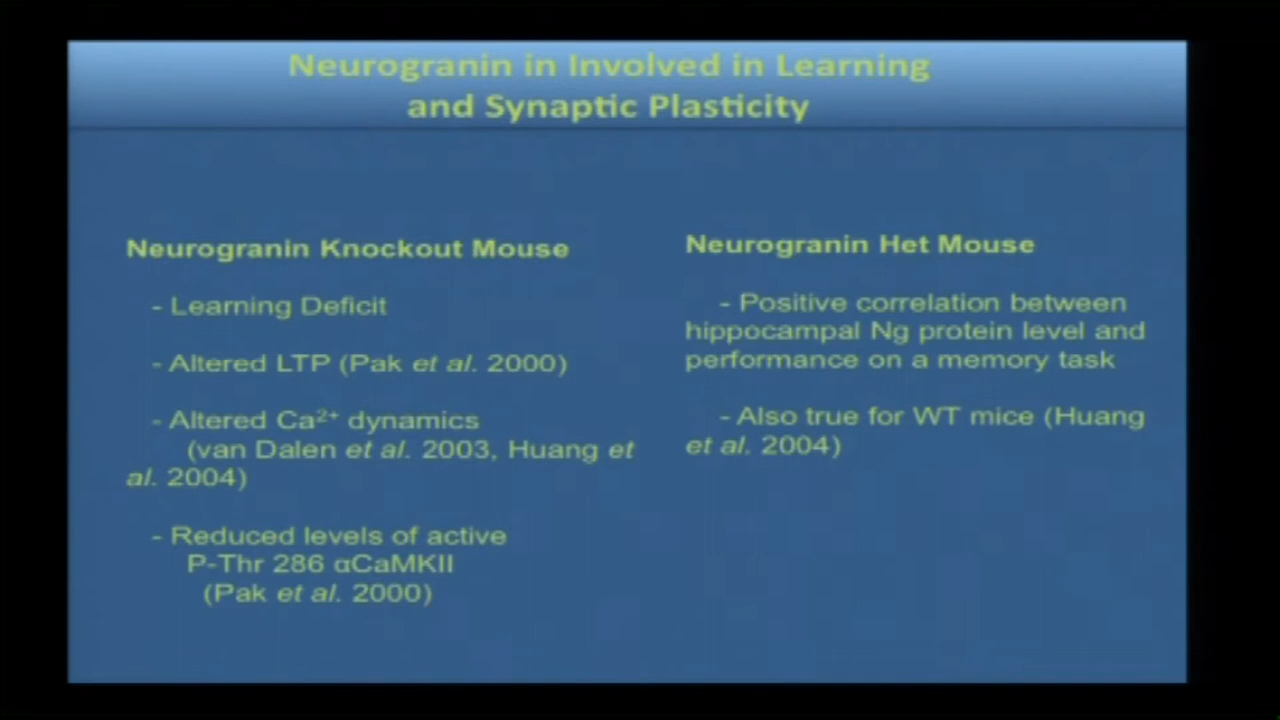 Neurogranin in Involved in Learning
and Synaptic Plasticity
Neurogranin Knockout Mouse
- Learning Deficit
- Altered LTP (Pak et al. 2000)
- Altered Ca²⁺ dynamics
(van Dalen et al. 2003, Huang et
al. 2004)
- Reduced levels of active
P-Thr 286 αCaMKII
(Pak et al. 2000)
Neurogranin Het Mouse
- Positive correlation between
hippocampal Ng protein level and
performance on a memory task
- Also true for WT mice (Huang
et al. 2004)